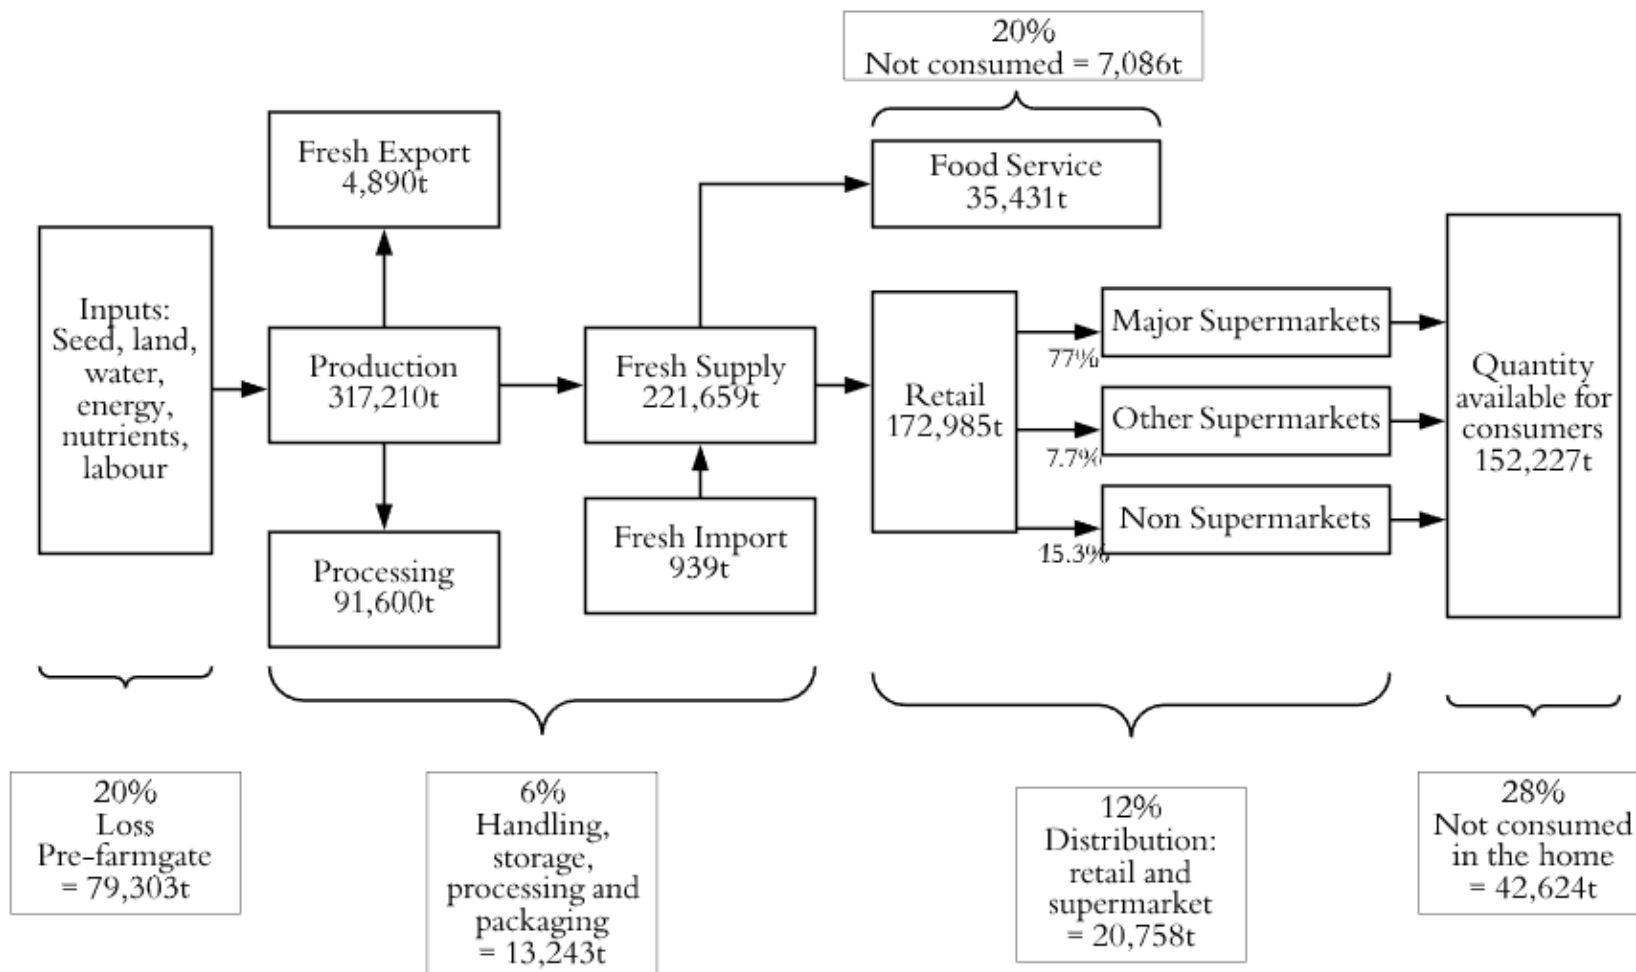 20%
Not consumed = 7,086t
Fresh Export
4,890t
Food Service
35,431t
Inputs:
Seed, land,
water,
energy,
nutrients,
labour
Production
317,210t
Fresh Supply
221,659t
Retail
172,985t
77%
Major Supermarkets
7.7%
Other Supermarkets
15.3%
Non Supermarkets
Quantity
available for
consumers
152,227t
Fresh Import
939t
Processing
91,600t
20%
Loss
Pre-farmgate
= 79,303t
6%
Handling,
storage,
processing and
packaging
= 13,243t
12%
Distribution:
retail and
supermarket
= 20,758t
28%
Not consumed
in the home
= 42,624t